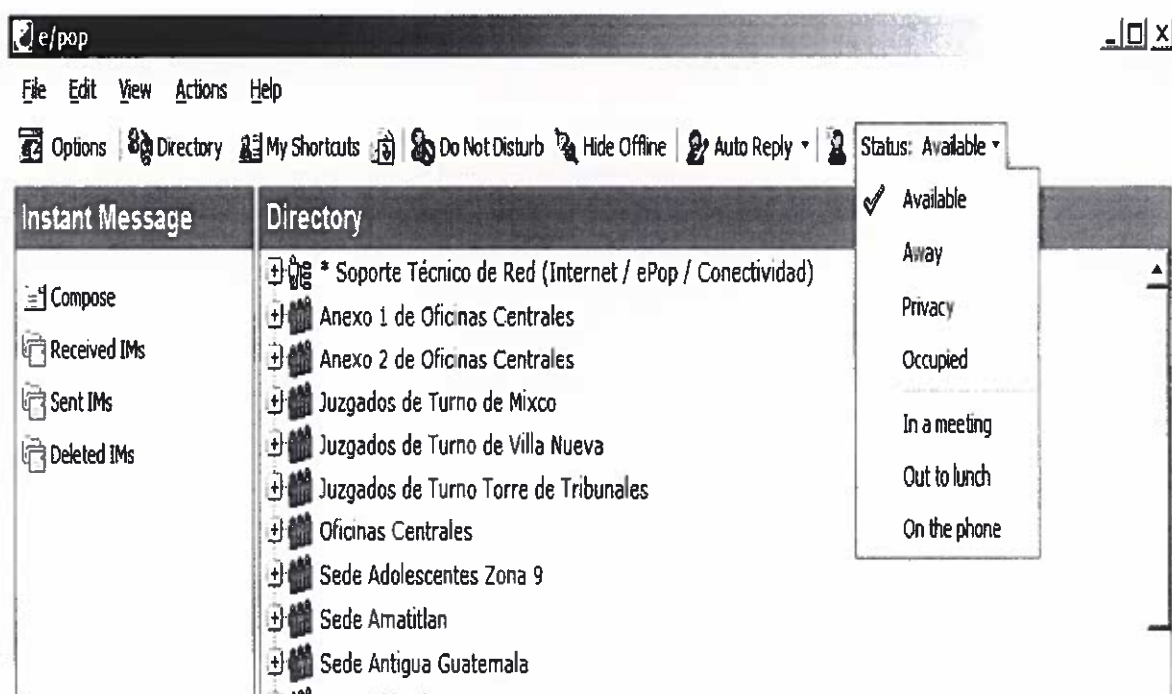 e/pop
File Edit View Actions Help
Options Directory My Shortcuts Do Not Disturb Hide Offline Auto Reply Status: Available
Available
Away
Privacy
Occupied
In a meeting
Out to lunch
On the phone
Instant Message
Compose
Received IMs
Sent IMs
Deleted IMs
Directory
* Soporte Técnico de Red (Internet / ePop / Conectividad)
Anexo 1 de Oficinas Centrales
Anexo 2 de Oficinas Centrales
Juzgados de Turno de Mixco
Juzgados de Turno de Villa Nueva
Juzgados de Turno Torre de Tribunales
Oficinas Centrales
Sede Adolescentes Zona 9
Sede Amatitlan
Sede Antigua Guatemala